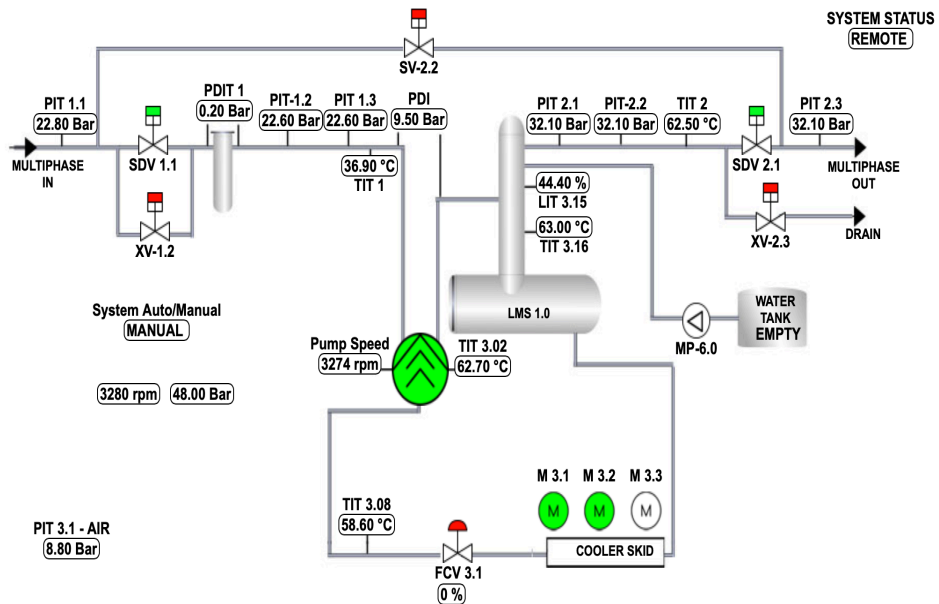 SYSTEM STATUS
REMOTE
SV-2.2
PIT 1.1
22.80 Bar
PDIT 1
0.20 Bar
PIT-1.2
22.60 Bar
PIT 1.3
22.60 Bar
PDI
9.50 Bar
PIT 2.1
32.10 Bar
PIT-2.2
32.10 Bar
TIT 2
62.50 °C
PIT 2.3
32.10 Bar
MULTIPHASE
IN
SDV 1.1
36.90 °C
TIT 1
44.40 %
LIT 3.15
SDV 2.1
MULTIPHASE
OUT
XV-1.2
63.00 °C
TIT 3.16
XV-2.3
DRAIN
System Auto/Manual
MANUAL
LMS 1.0
WATER
TANK
EMPTY
MP-6.0
Pump Speed
3274 rpm
TIT 3.02
62.70 °C
3280 rpm
48.00 Bar
M 3.1
M 3.2
M 3.3
M
M
M
PIT 3.1 - AIR
8.80 Bar
TIT 3.08
58.60 °C
COOLER SKID
FCV 3.1
0 %